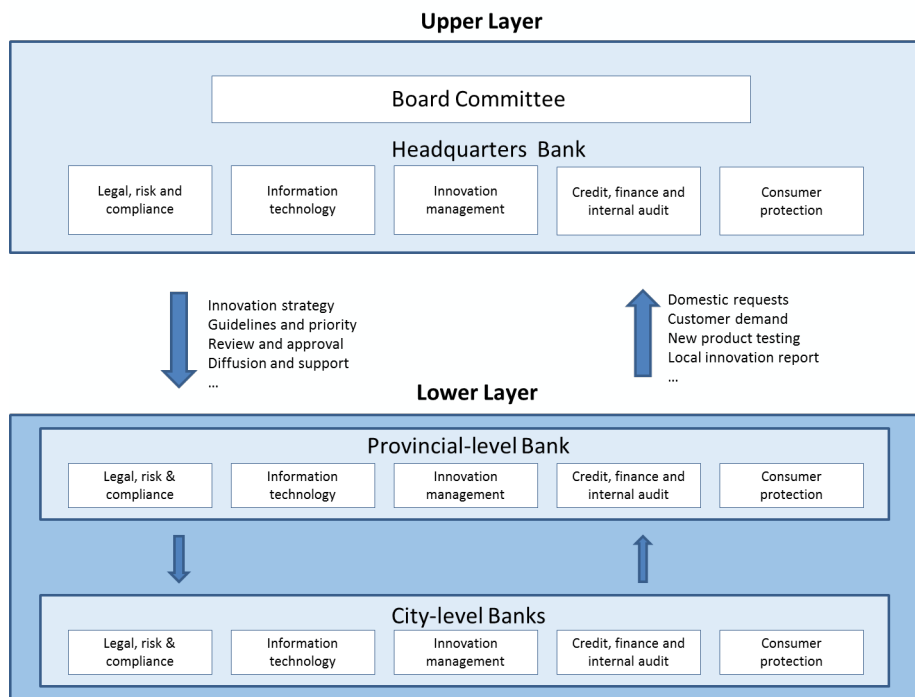 Upper Layer
Board Committee
Headquarters Bank
Legal, risk and
compliance
Information
technology
Innovation
management
Credit, finance and
internal audit
Consumer
protection
Innovation strategy
Guidelines and priority
Review and approval
Diffusion and support
...
Domestic requests
Customer demand
New product testing
Local innovation report
...
Lower Layer
Provincial-level Bank
Legal, risk &
compliance
Information
technology
Innovation
management
Credit, finance and
internal audit
Consumer
protection
City-level Banks
Legal, risk &
compliance
Information
technology
Innovation
management
Credit, finance and
internal audit
Consumer
protection